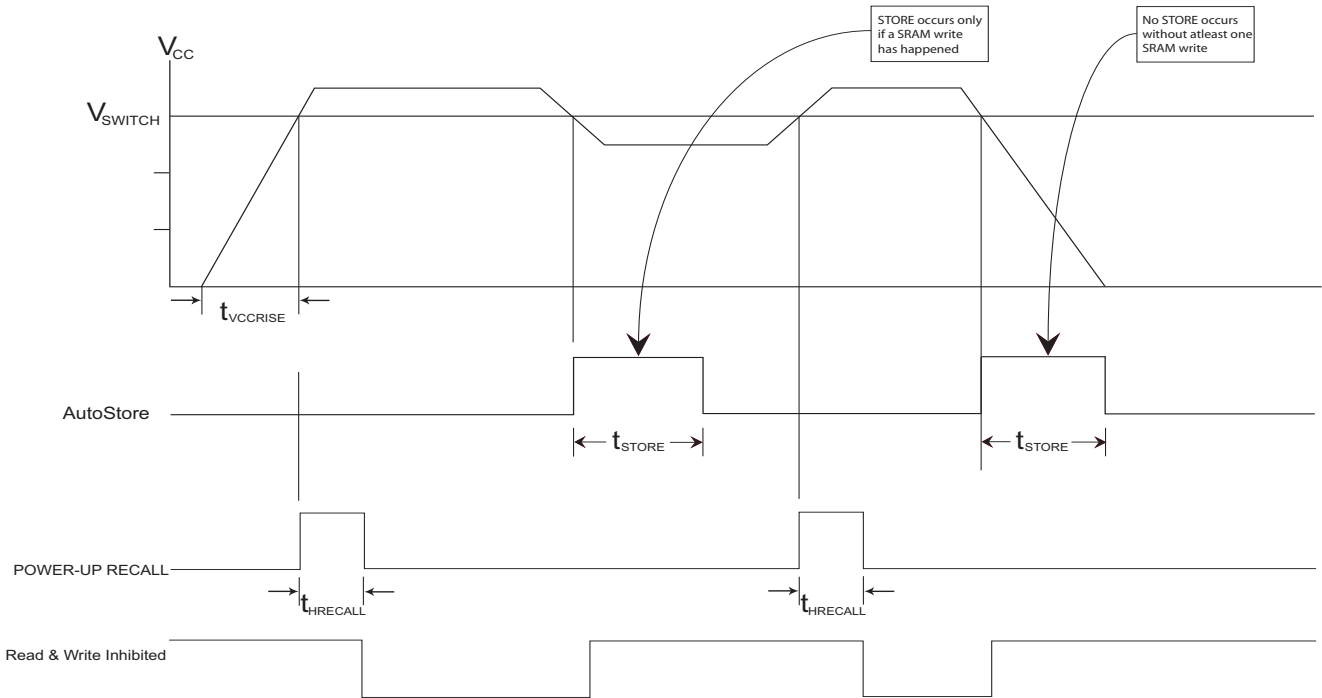 STORE occurs only
if a SRAM write
has happened
No STORE occurs
without atleast one
SRAM write
VCC
VSWITCH
tVCCRISE
AutoStore
tSTORE
tSTORE
POWER-UP RECALL
tHRECALL
tHRECALL
Read & Write Inhibited